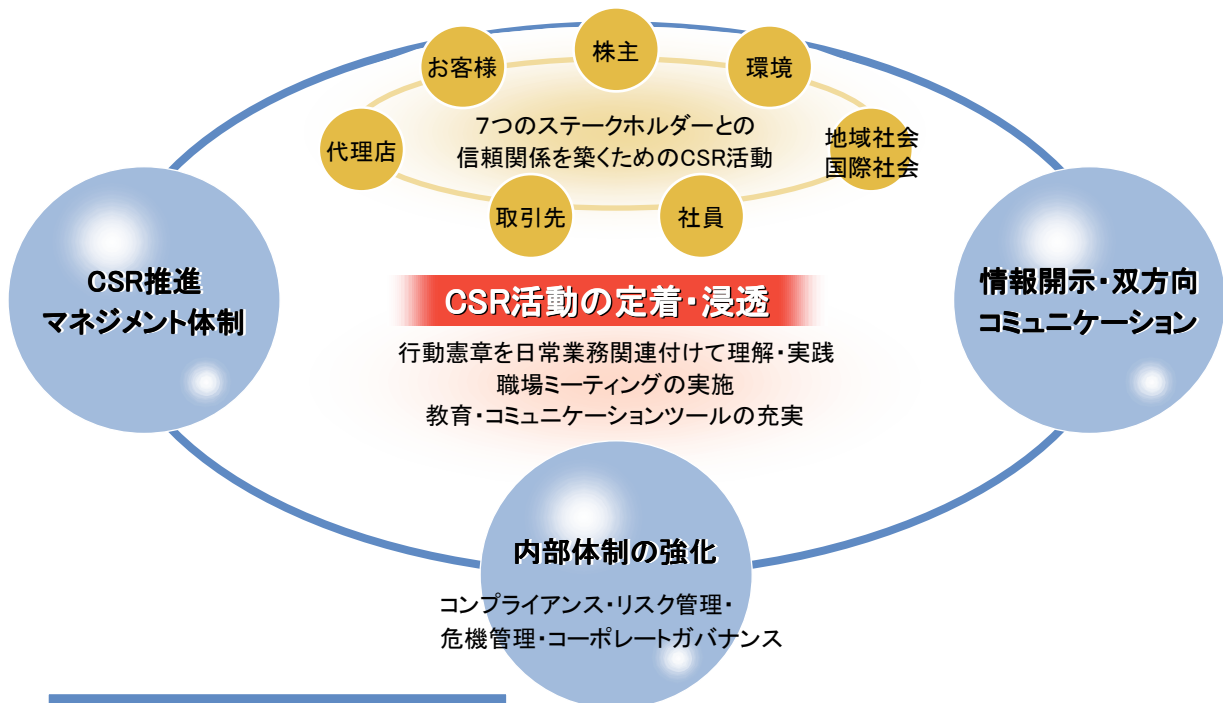 株主
お客様
環境
7つのステークホルダーとの
信頼関係を築くためのCSR活動
代理店
地域社会
国際社会
取引先
社員
CSR推進
マネジメント体制
CSR活動の定着・浸透
情報開示・双方向
コミュニケーション
行動憲章を日常業務関連付けて理解・実践
職場ミーティングの実施
教育・コミュニケーションツールの充実
内部体制の強化
コンプライアンス・リスク管理・
危機管理・コーポレートガバナンス